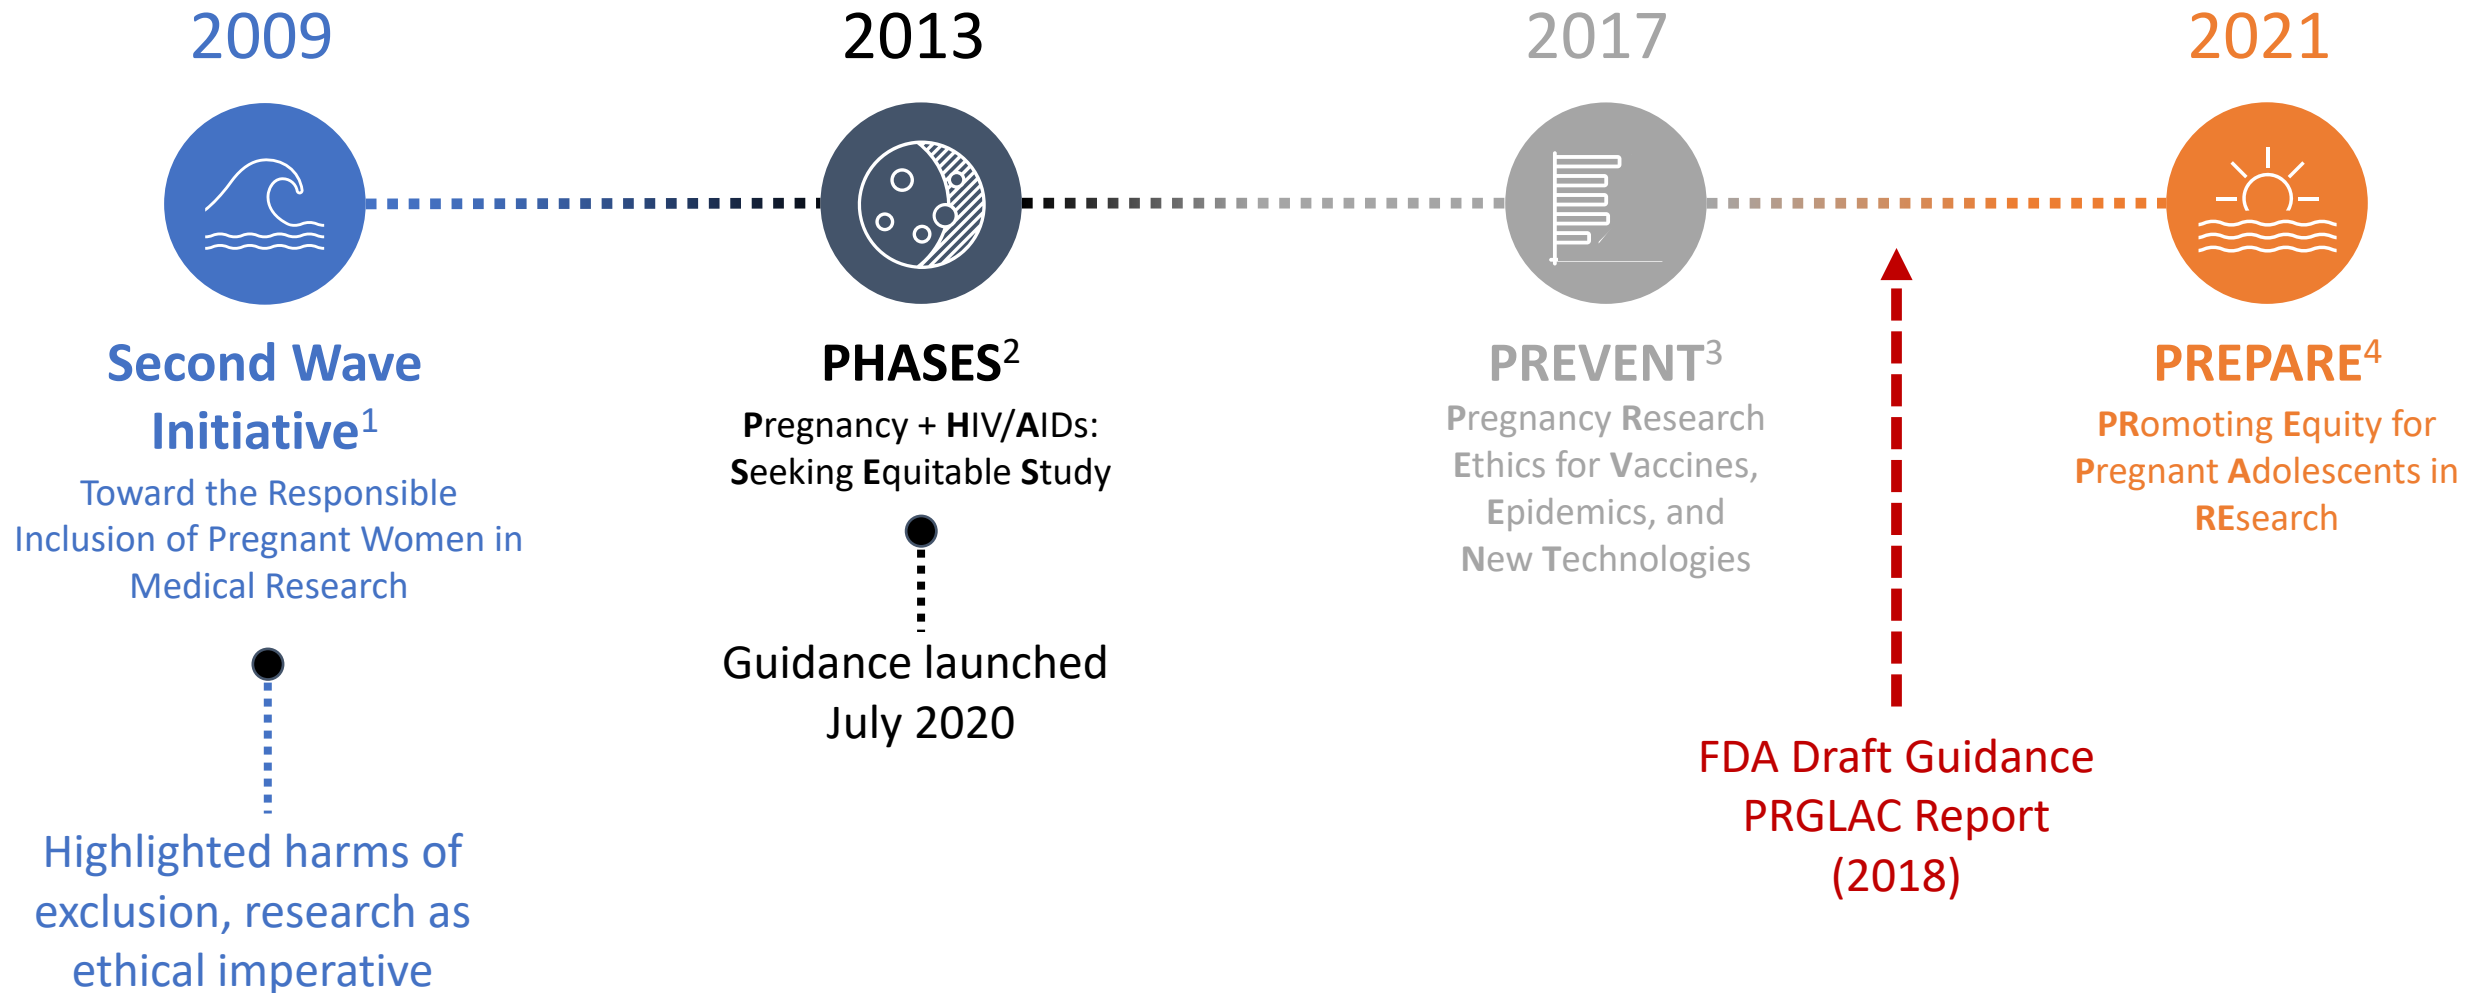 2009
Second Wave
Initiative1
Toward the Responsible
Inclusion of Pregnant Women in
Medical Research
Highlighted harms of
exclusion, research as
ethical imperative
2013
PHASES2
Pregnancy + HIV/AIDs:
Seeking Equitable Study
Guidance launched
July 2020
2017
PREVENT3
Pregnancy Research
Ethics for Vaccines,
Epidemics, and
New Technologies
FDA Draft Guidance
PRGLAC Report
(2018)
2021
PREPARE4
PRomoting Equity for
Pregnant Adolescents in
REsearch